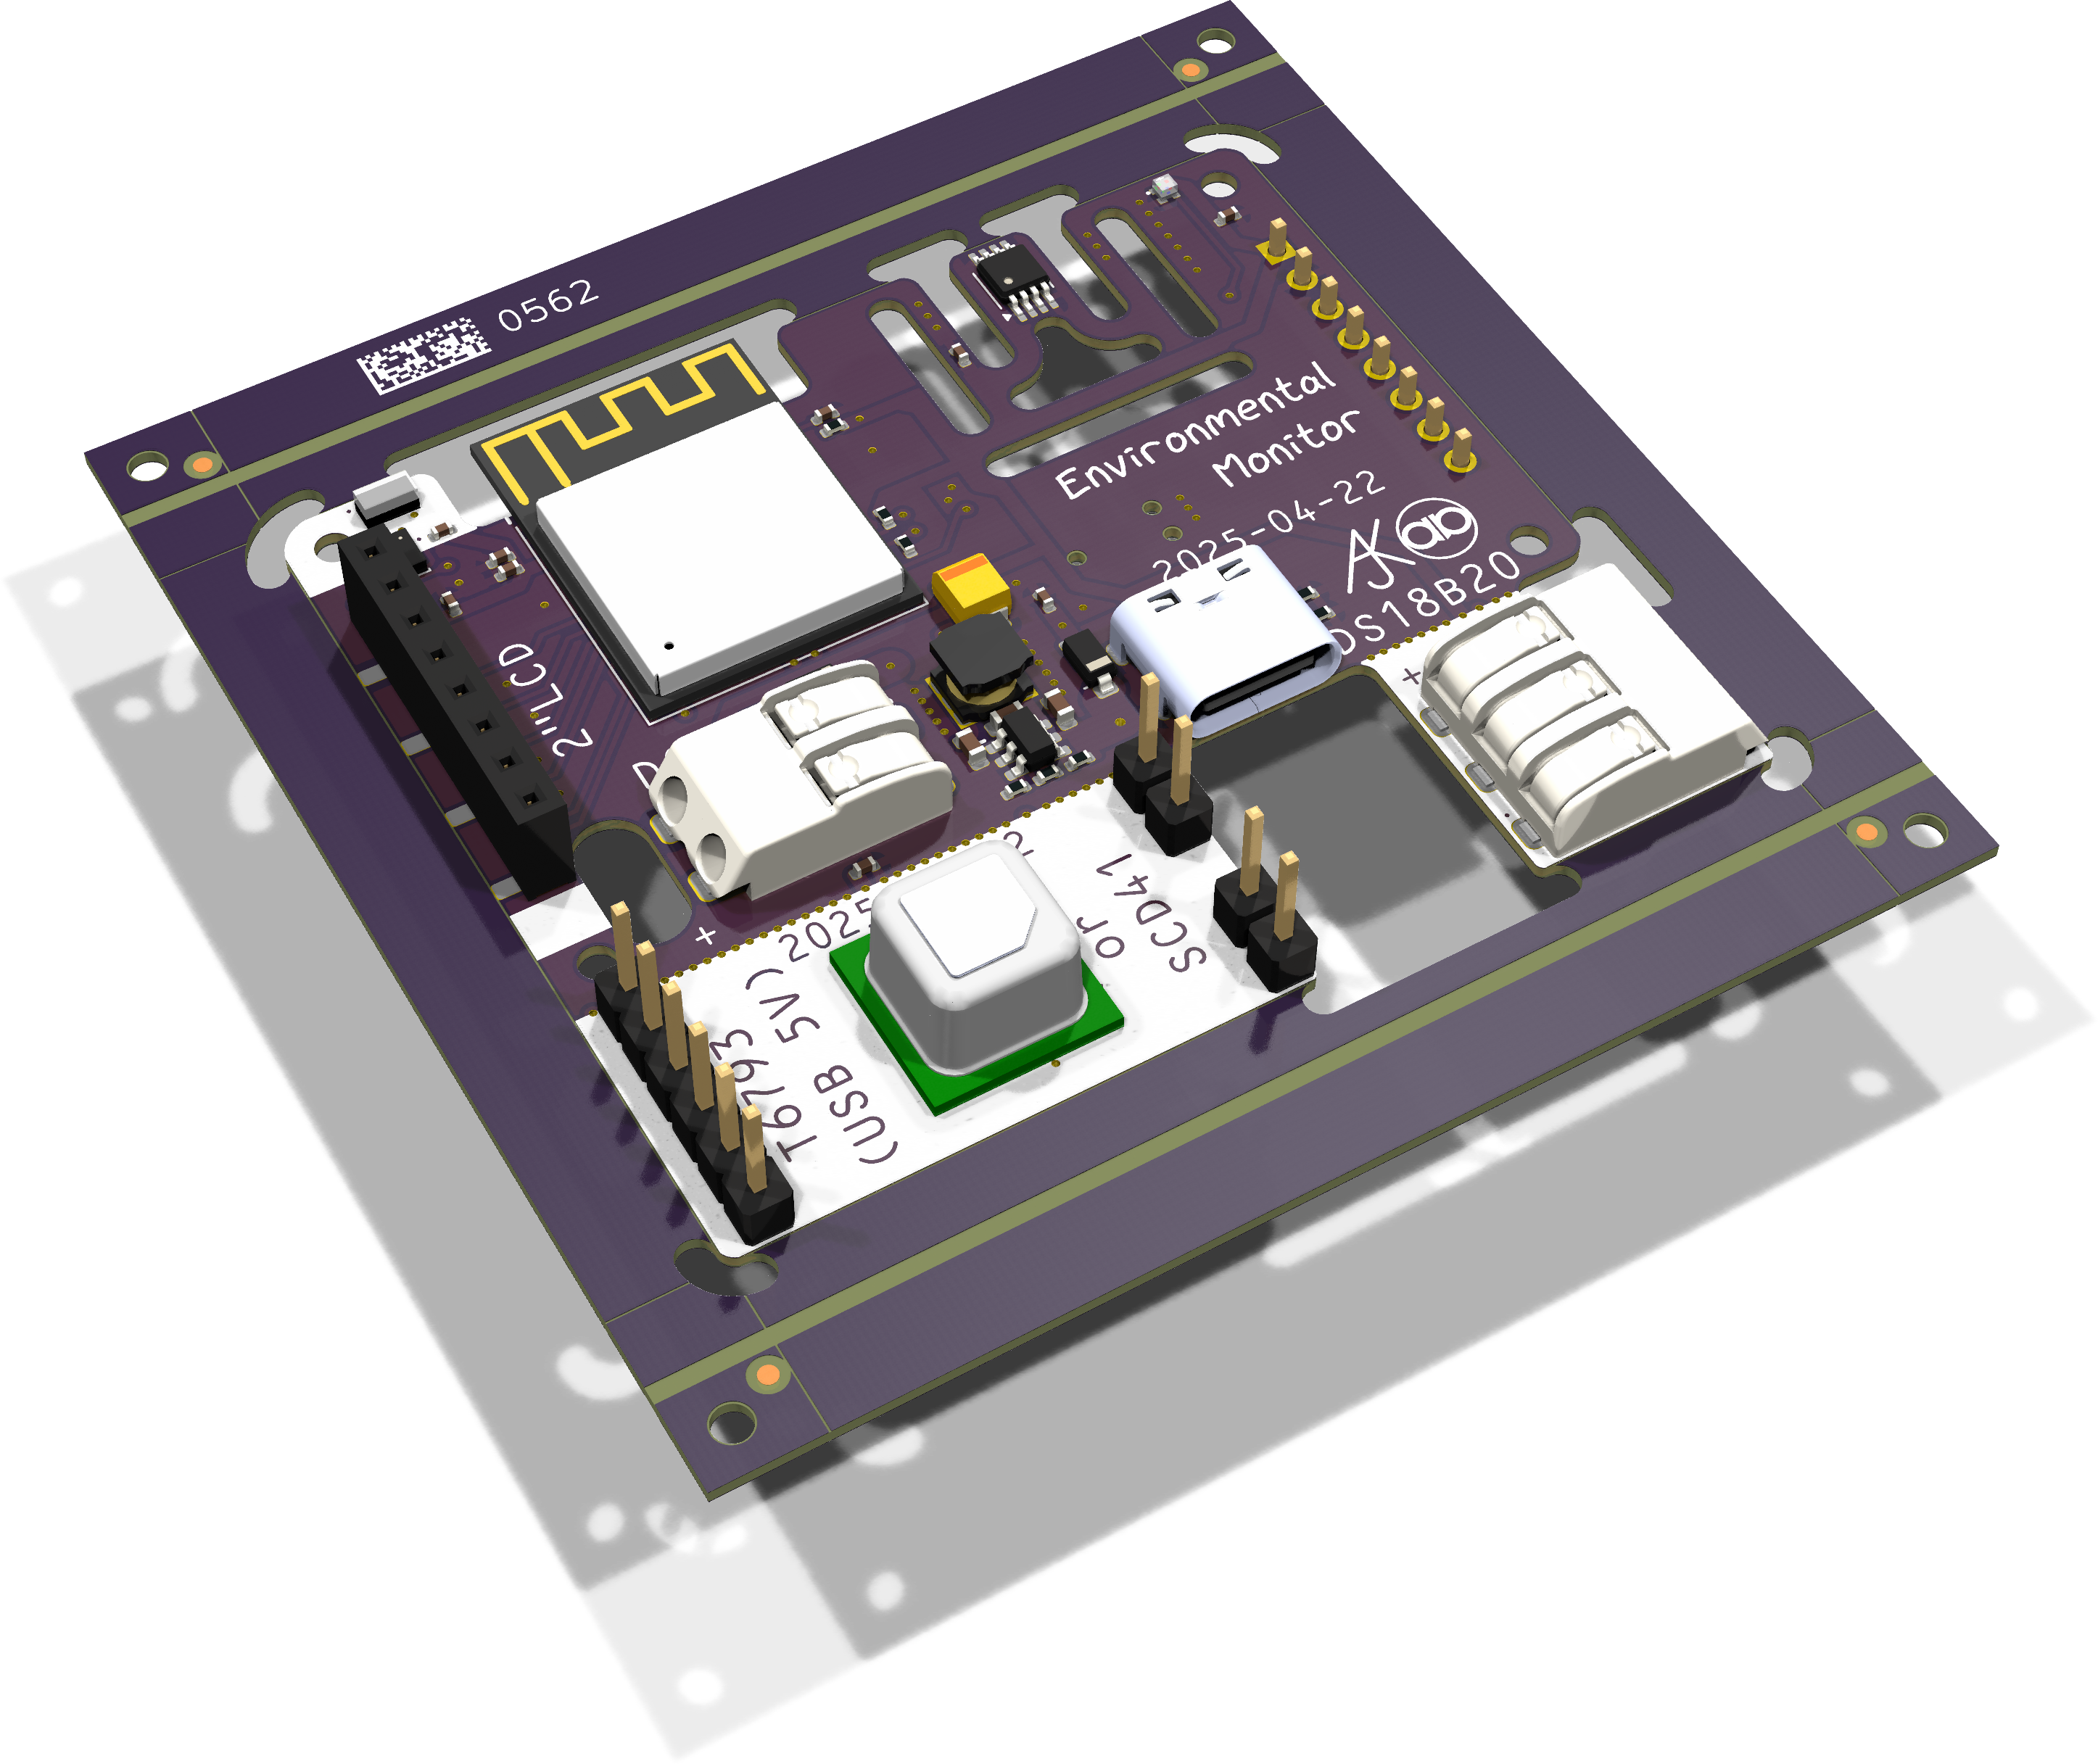 0562
Environmental
Monitor
2025-04-22
DS18B20
+
2"LCD
+
T6793
(USB 5V)
or
SCD41